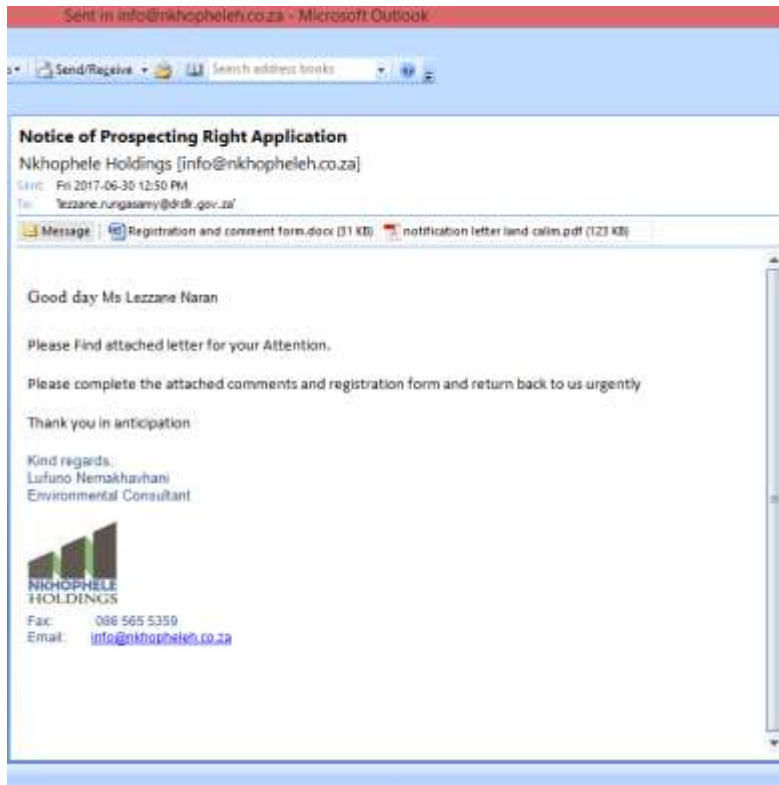 Sent in info@nkhopheleh.co.za - Microsoft Outlook
Send/Receive Search address books
Notice of Prospecting Right Application
Nkhophele Holdings [info@nkhopheleh.co.za]
Sent: Fri 2017-06-30 12:50 PM
To: 'lezzane.rungasamy@drdlr.gov.za'
Message Registration and comment form.docx (31 KB) notification letter land calim.pdf (123 KB)
Good day Ms Lezzane Naran
Please Find attached letter for your Attention.
Please complete the attached comments and registration form and return back to us urgently
Thank you in anticipation
Kind regards,
Lufuno Nemakhavhani
Environmental Consultant
NKHOPHELE
HOLDINGS
Fax: 086 565 5359
Email: info@nkhopheleh.co.za